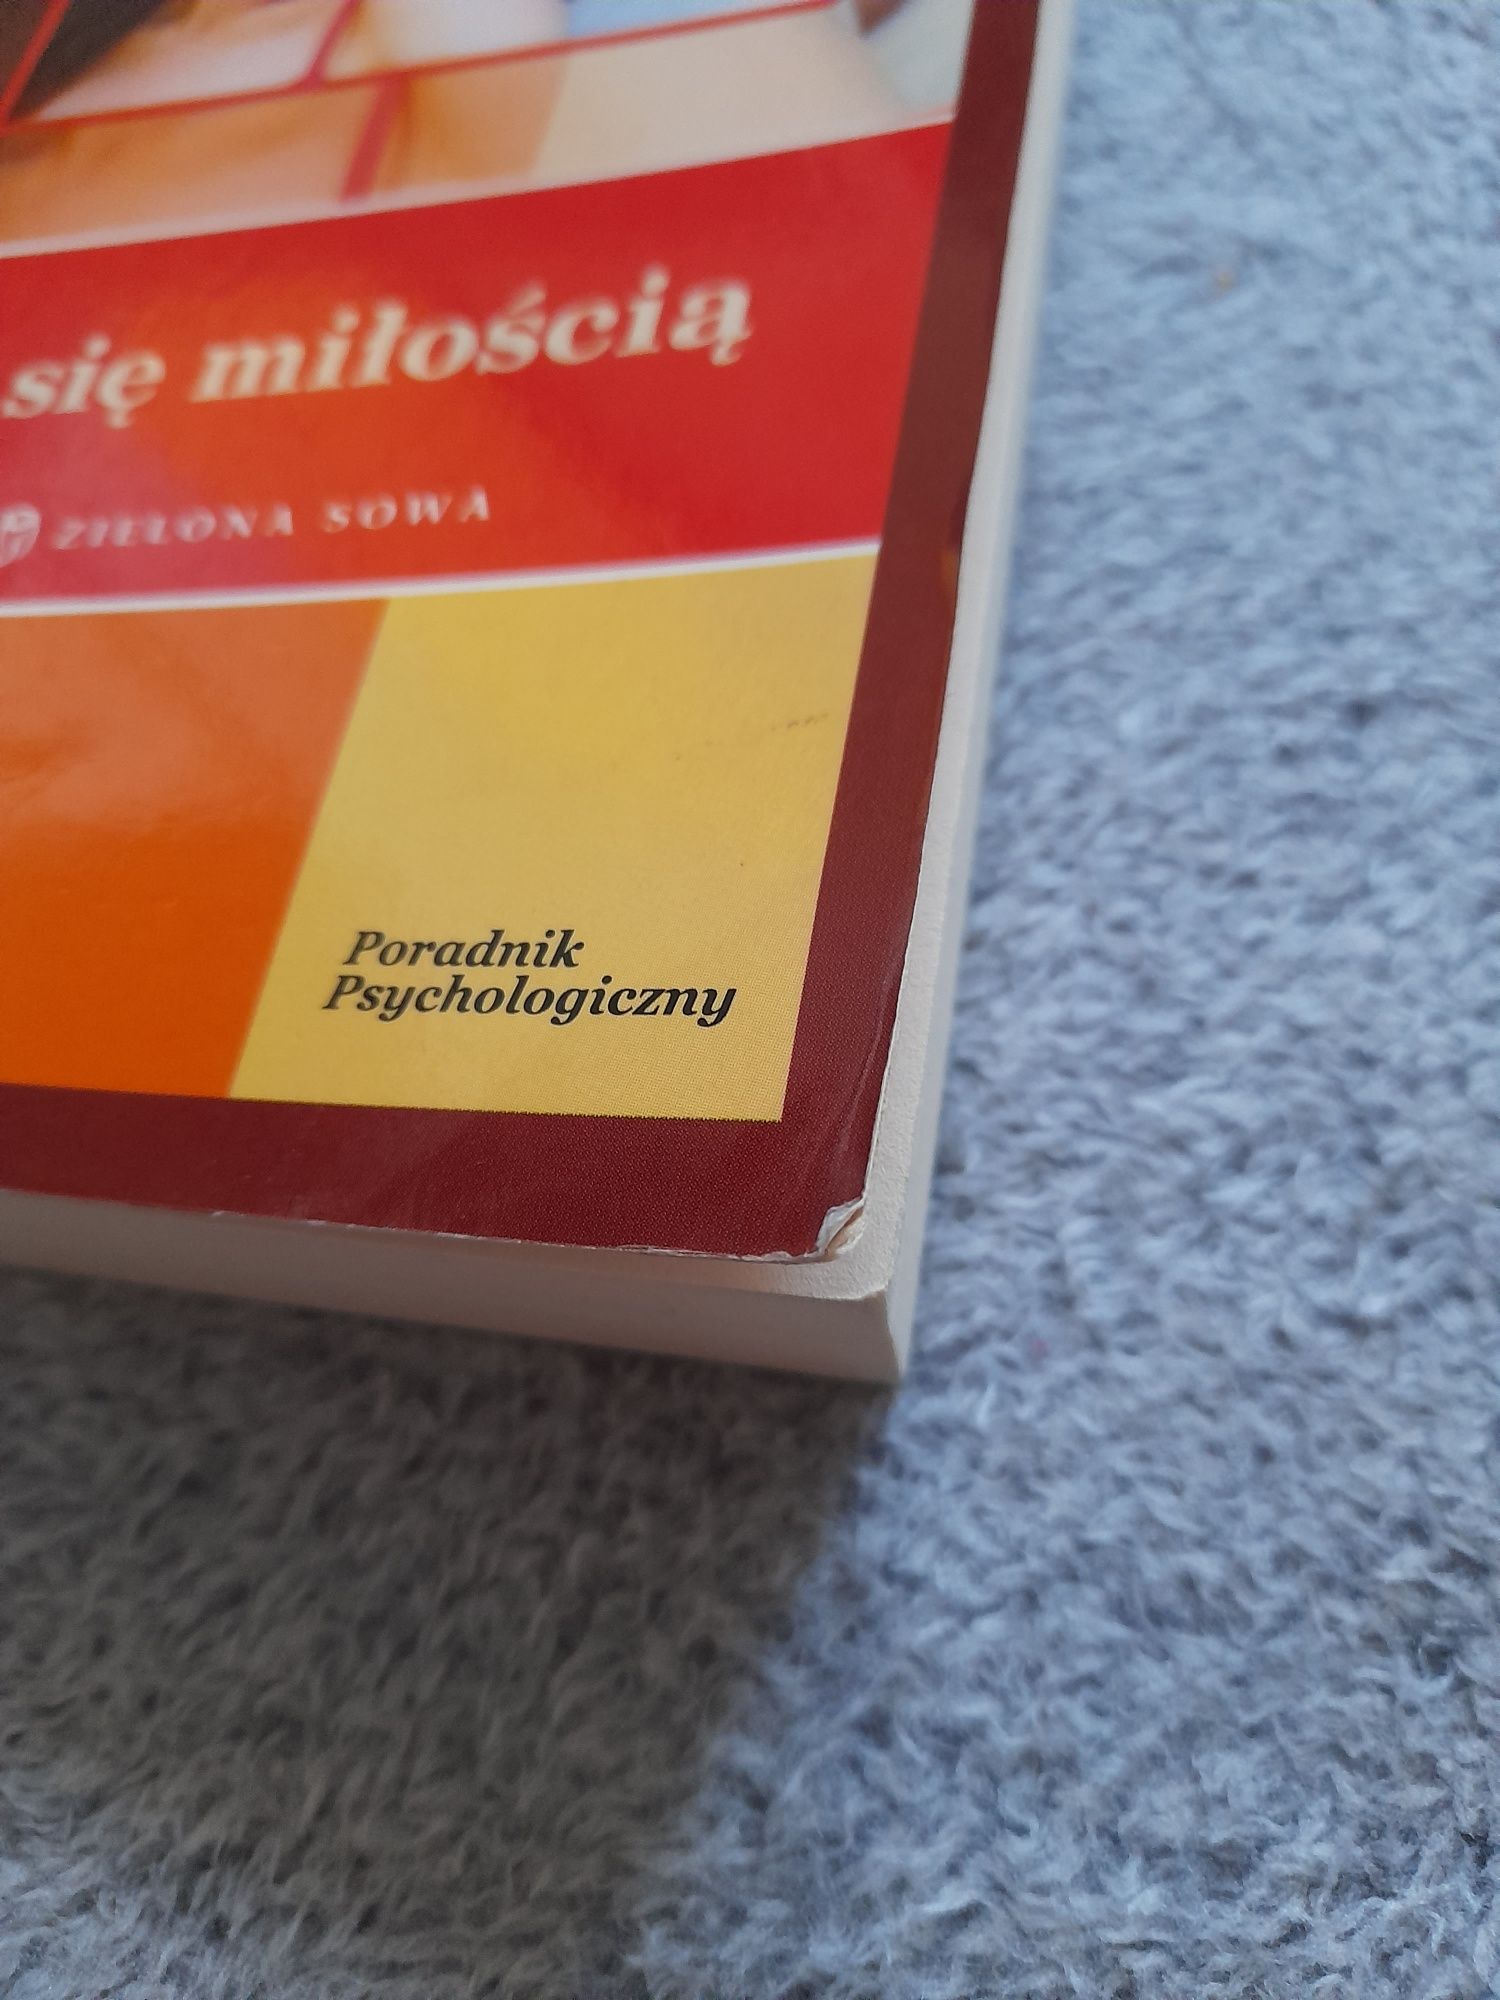 się miłością
ZIELONA SOWA
Poradnik
Psychologiczny